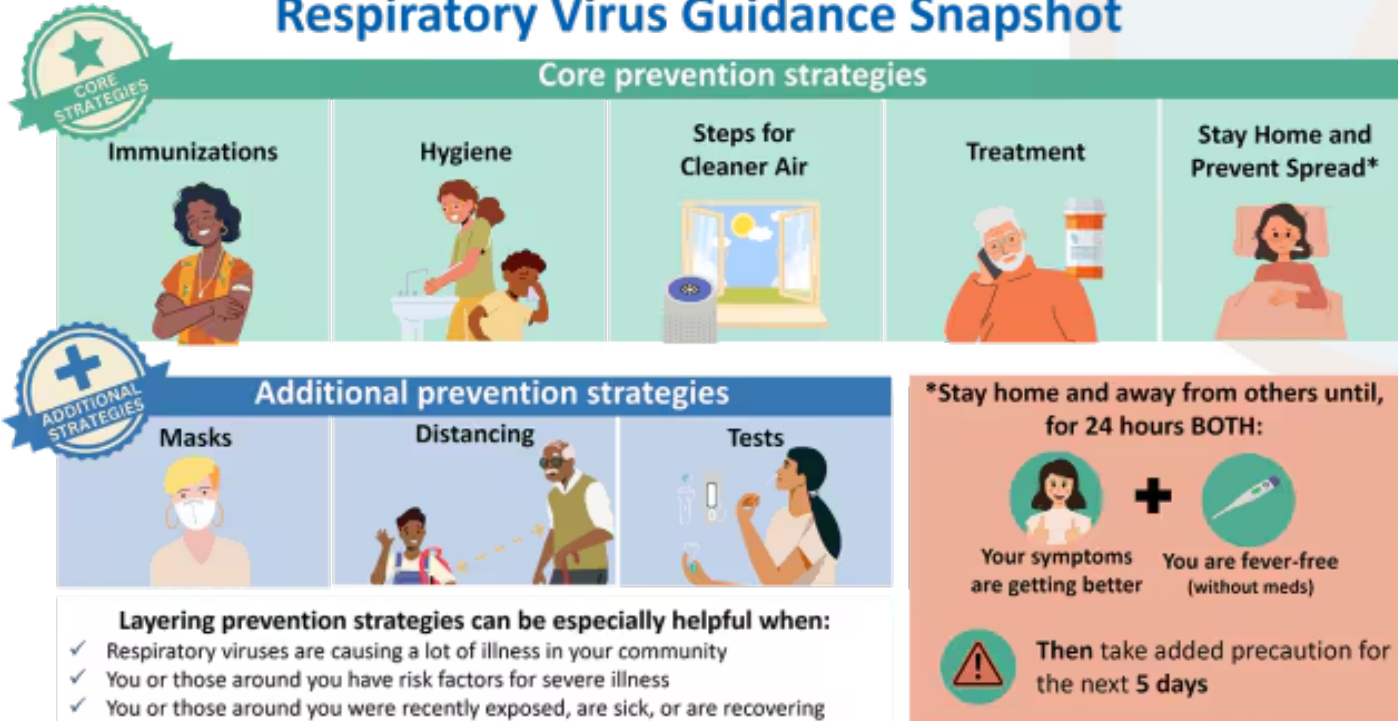 Respiratory Virus Guidance Snapshot
CORE
STRATEGIES
Core prevention strategies
Immunizations
Hygiene
Steps for
Cleaner Air
Treatment
Stay Home and
Prevent Spread*
ADDITIONAL
STRATEGIES
Additional prevention strategies
Masks
Distancing
Tests
Layering prevention strategies can be especially helpful when:
✓ Respiratory viruses are causing a lot of illness in your community
✓ You or those around you have risk factors for severe illness
✓ You or those around you were recently exposed, are sick, or are recovering
*Stay home and away from others until,
for 24 hours BOTH:
Your symptoms
are getting better
You are fever-free
(without meds)
Then take added precaution for
the next 5 days